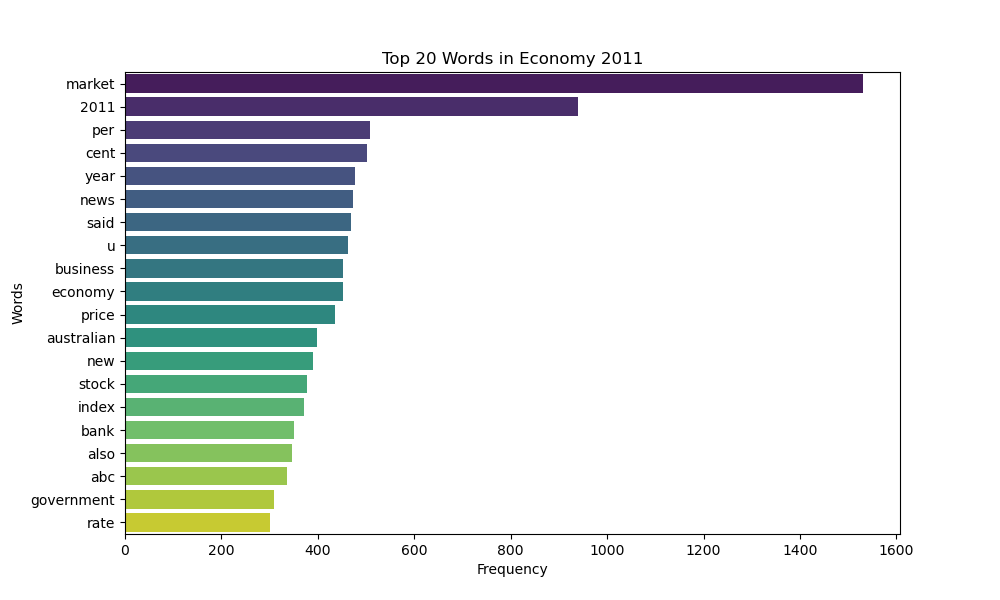 Top 20 Words in Economy 2011
Words
market
2011
per
cent
year
news
said
u
business
economy
price
australian
new
stock
index
bank
also
abc
government
rate
0 200 400 600 800 1000 1200 1400 1600
Frequency